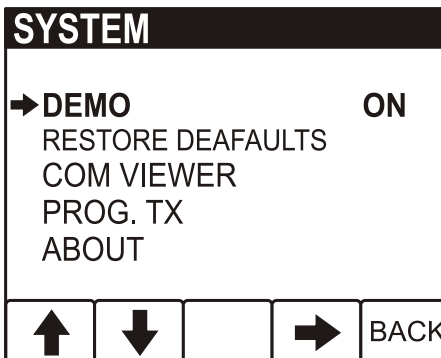 SYSTEM
DEMO ON
RESTORE DEAFAULTS
COM VIEWER
PROG. TX
ABOUT
BACK